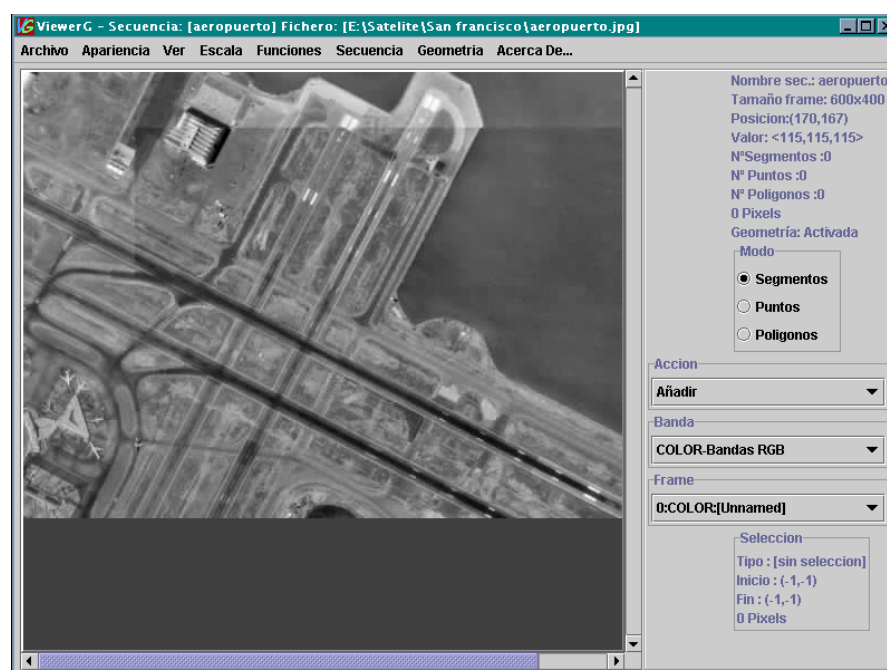 ViewerG - Secuencia: [aeropuerto] Fichero: [E:\Satelite\San francisco\aeropuerto.jpg]
Archivo Apariencia Ver Escala Funciones Secuencia Geometria Acerca De...
Nombre sec.: aeropuerto
Tamaño frame: 600x400
Posicion:(170,167)
Valor: <115,115,115>
NºSegmentos :0
Nº Puntos :0
Nº Poligonos :0
0 Pixels
Geometría: Activada
Modo
Segmentos
Puntos
Poligonos
Accion
Añadir
Banda
COLOR-Bandas RGB
Frame
0:COLOR:[Unnamed]
Seleccion
Tipo : [sin seleccion]
Inicio : (-1,-1)
Fin : (-1,-1)
0 Pixels